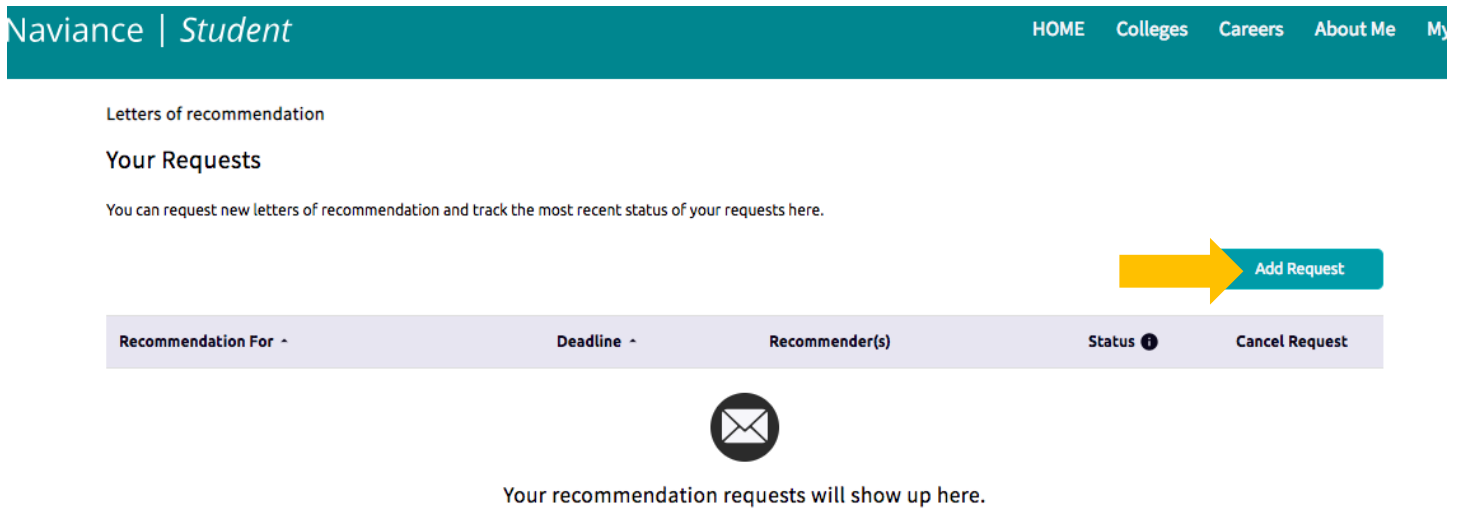 Naviance | Student HOME Colleges Careers About Me My
Letters of recommendation
Your Requests
You can request new letters of recommendation and track the most recent status of your requests here.
Add Request
Recommendation For Deadline Recommender(s) Status i Cancel Request
Your recommendation requests will show up here.